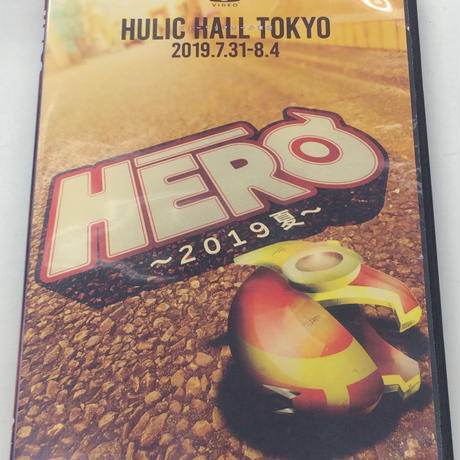 VIDEO
HULIC HALL TOKYO
2019.7.31-8.4
HERO
~2019夏~